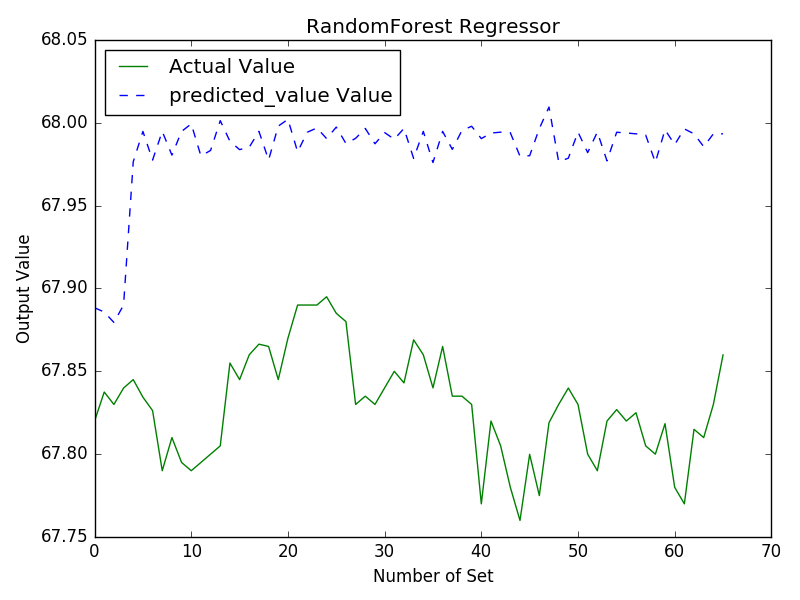 RandomForest Regressor
Actual Value
predicted_value Value
68.05
68.00
67.95
67.90
67.85
67.80
67.75
Output Value
0 10 20 30 40 50 60 70
Number of Set